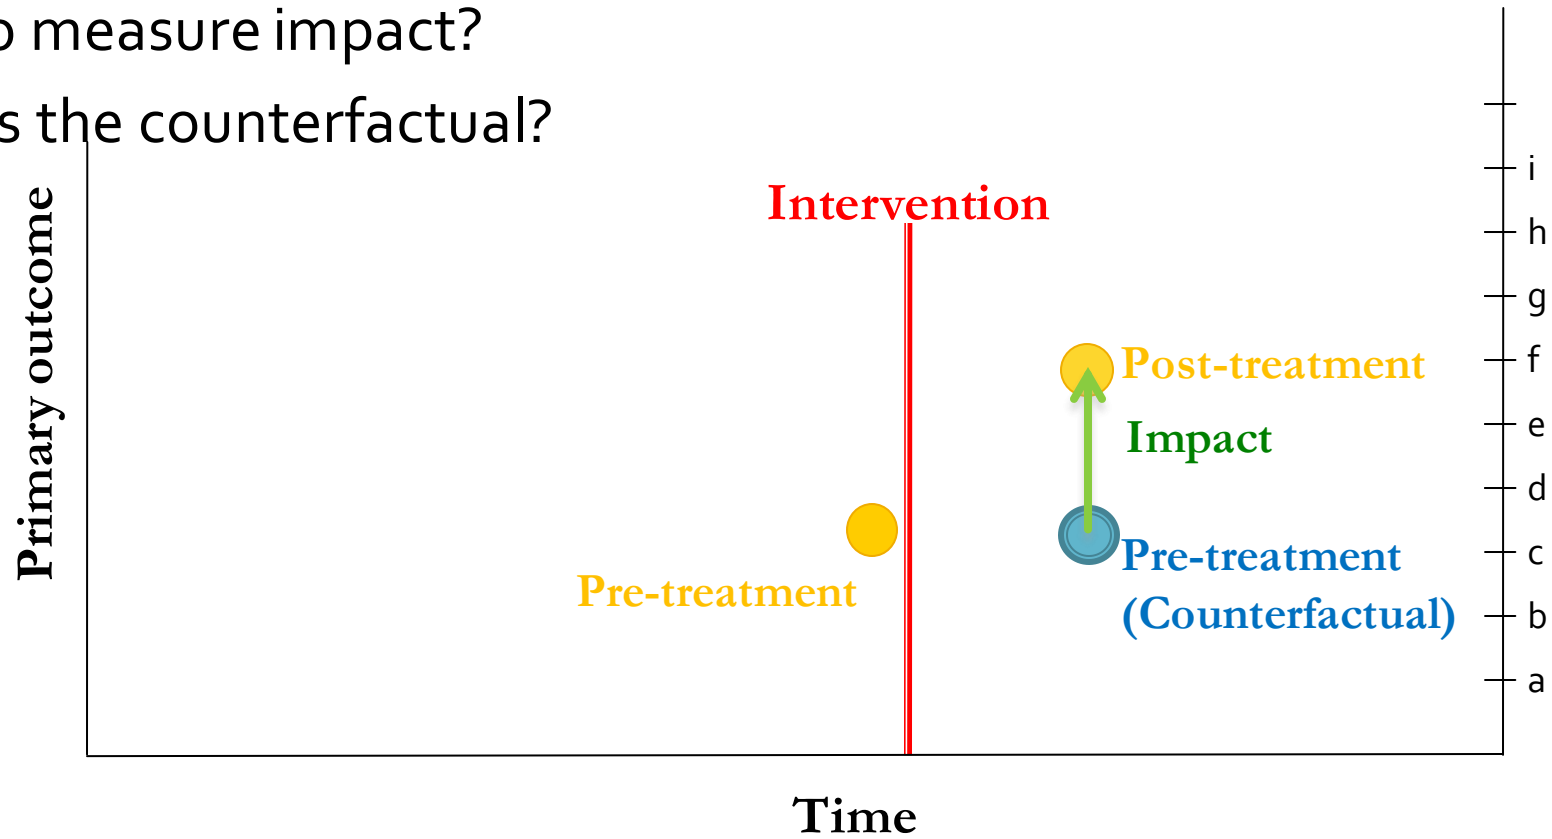 o measure impact?
s the counterfactual?
Primary outcome
Intervention
Post-treatment
Impact
Pre-treatment
Pre-treatment
(Counterfactual)
Time
i
h
g
f
e
d
c
b
a